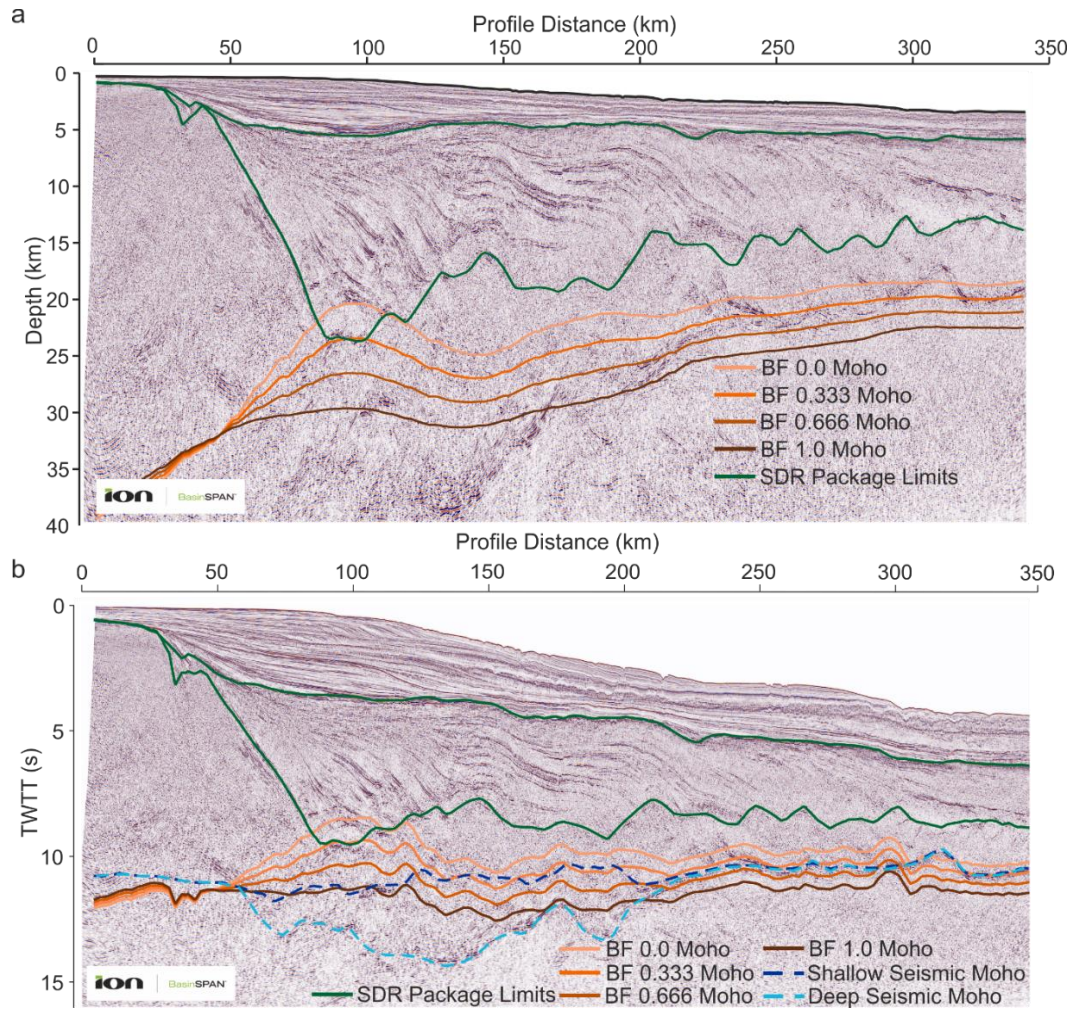 a
Profile Distance (km)
0 50 100 150 200 250 300 350
Depth (km)
0
5
10
15
20
25
30
35
40
BF 0.0 Moho
BF 0.333 Moho
BF 0.666 Moho
BF 1.0 Moho
SDR Package Limits
ion BasinSPAN™
b
Profile Distance (km)
0 50 100 150 200 250 300 350
TWTT (s)
0
5
10
15
BF 0.0 Moho BF 1.0 Moho
BF 0.333 Moho Shallow Seismic Moho
SDR Package Limits BF 0.666 Moho Deep Seismic Moho
ion BasinSPAN™